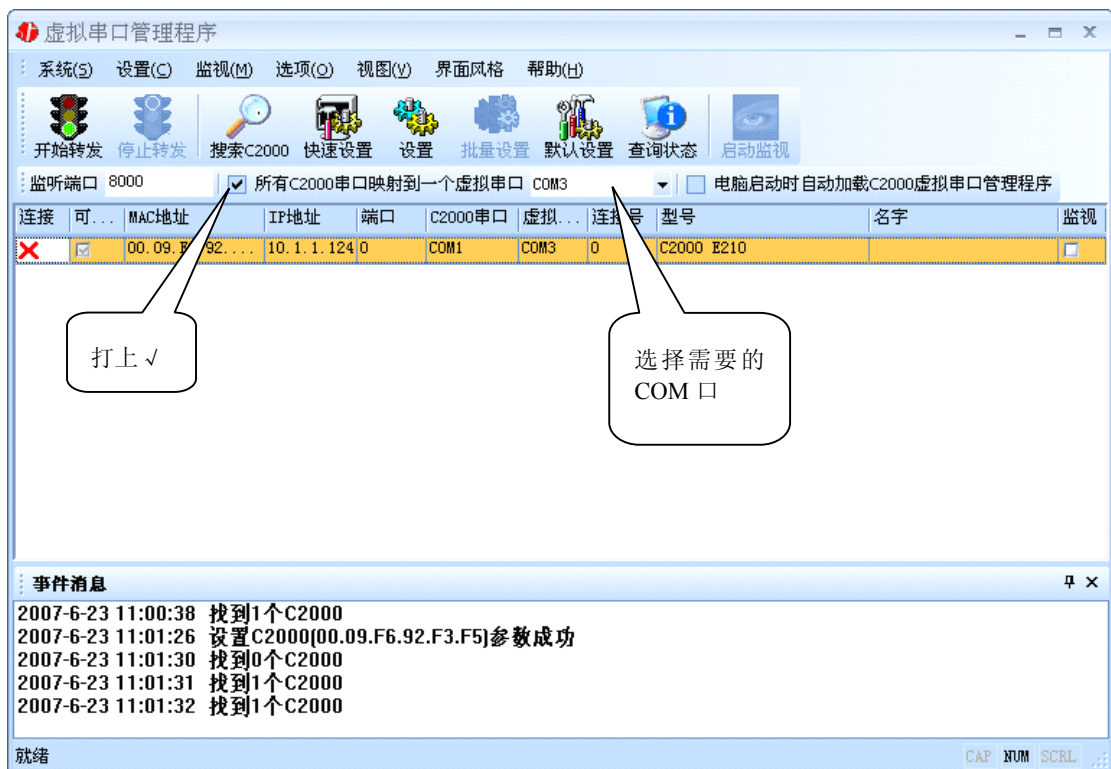 虚拟串口管理程序
系统(S) 设置(C) 监视(M) 选项(O) 视图(V) 界面风格 帮助(H)
开始转发 停止转发 搜索C2000 快速设置 设置 批量设置 默认设置 查询状态 启动监视
监听端口 8000 所有C2000串口映射到一个虚拟串口 COM3 电脑启动时自动加载C2000虚拟串口管理程序
连接 可... MAC地址 IP地址 端口 C2000串口 虚拟... 连接号 型号 名字 监视
00.09. 92.... 10.1.1.124 0 COM1 COM3 0 C2000 E210
打上√
选择需要的
COM 口
事件消息
2007-6-23 11:00:38 找到1个C2000
2007-6-23 11:01:26 设置C2000(00.09.F6.92.F3.F5)参数成功
2007-6-23 11:01:30 找到0个C2000
2007-6-23 11:01:31 找到1个C2000
2007-6-23 11:01:32 找到1个C2000
就绪 CAP NUM SCRL